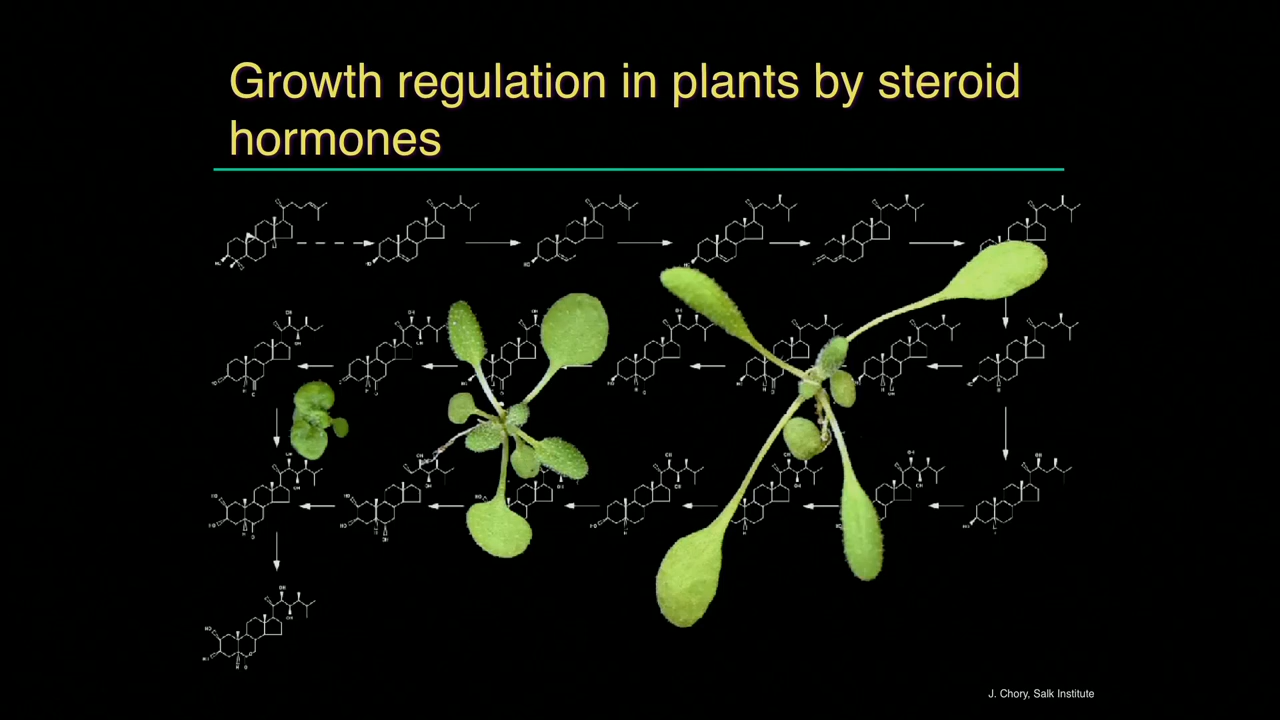 Growth regulation in plants by steroid
hormones
J. Chory, Salk Institute